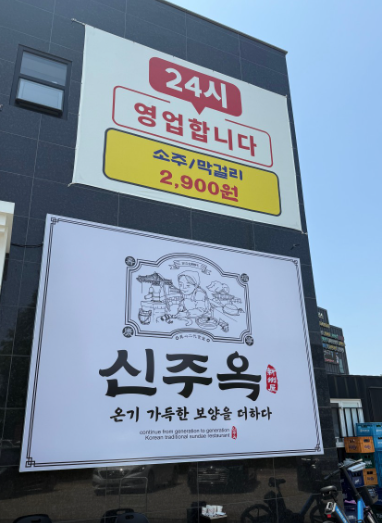 24시
영업합니다
소주/막걸리
2,900원
신주옥
온기 가득한 보양을 더하다
continue from generation to generation
Korean traditional sundae restaurant